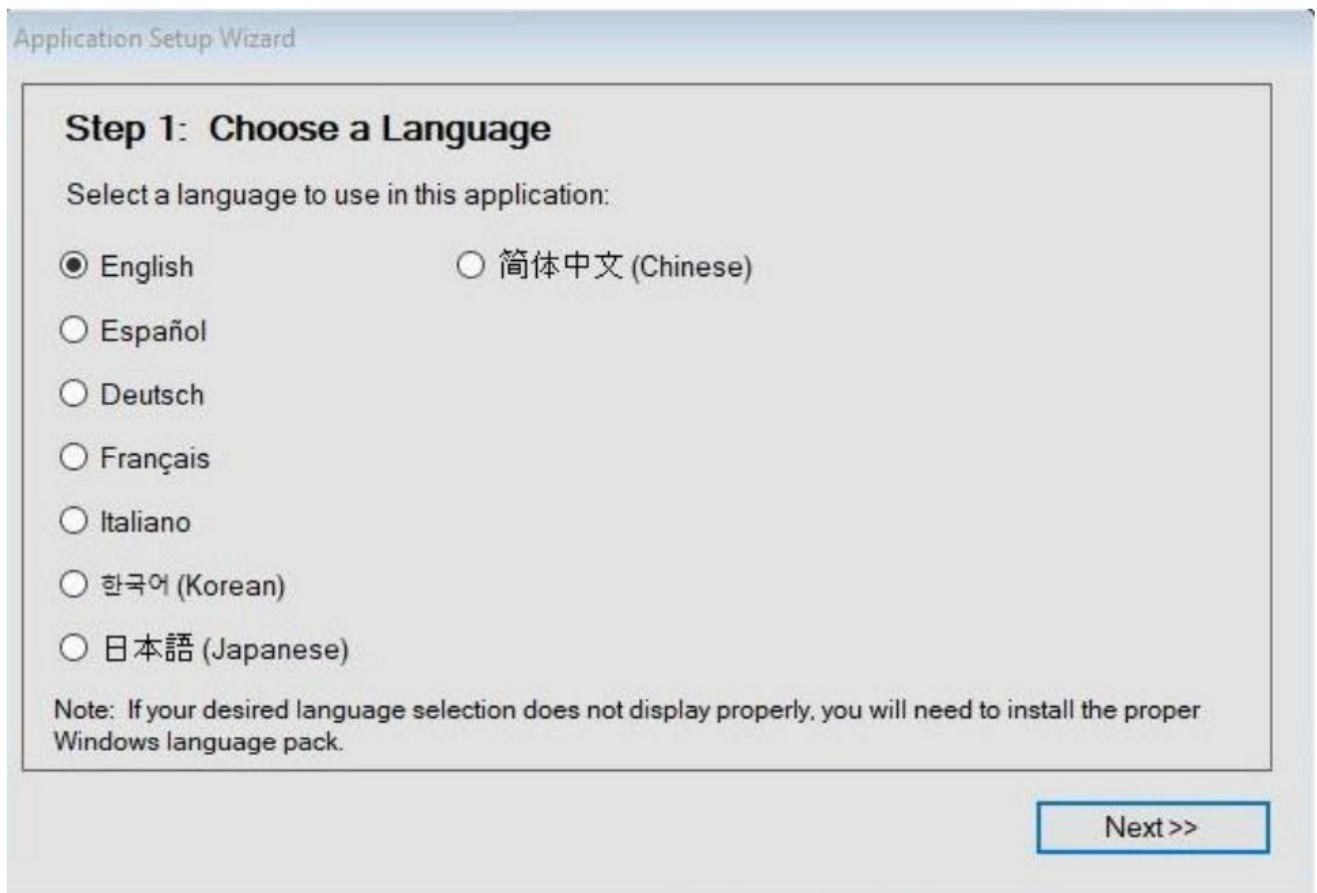 Application Setup Wizard
Step 1: Choose a Language
Select a language to use in this application:
English
简体中文 (Chinese)
Español
Deutsch
Français
Italiano
한국어 (Korean)
日本語 (Japanese)
Note: If your desired language selection does not display properly, you will need to install the proper
Windows language pack.
Next >>